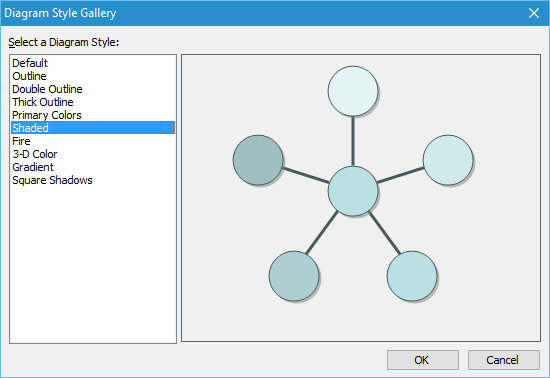 Diagram Style Gallery
Select a Diagram Style:
Default
Outline
Double Outline
Thick Outline
Primary Colors
Shaded
Fire
3-D Color
Gradient
Square Shadows
OK
Cancel